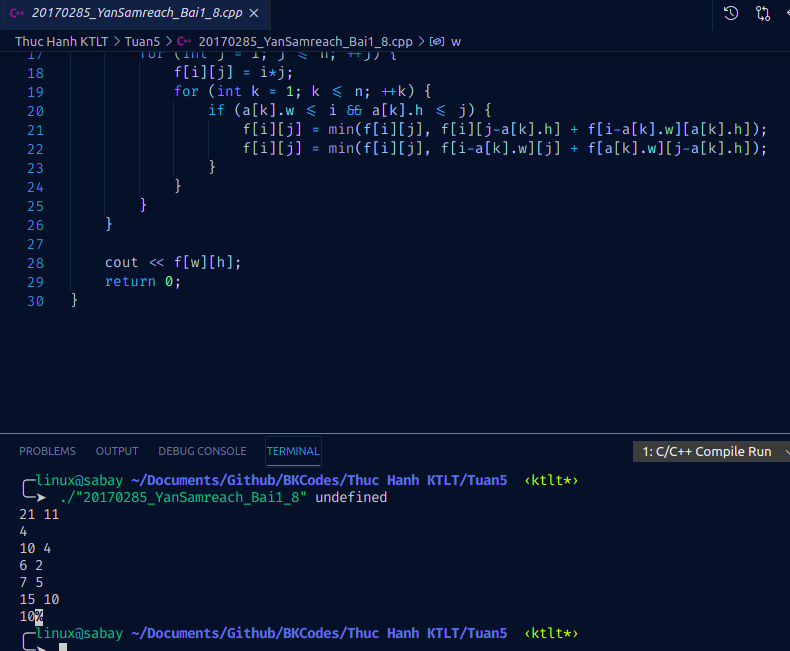 C++ 20170285_YanSamreach_Bai1_8.cpp ×
Thuc Hanh KTLT > Tuan5 > C++ 20170285_YanSamreach_Bai1_8.cpp > w
17 for (int j = 1; j <= h; ++j) {
18 f[i][j] = i*j;
19 for (int k = 1; k <= n; ++k) {
20 if (a[k].w <= i && a[k].h <= j) {
21 f[i][j] = min(f[i][j], f[i][j-a[k].h] + f[i-a[k].w][a[k].h]);
22 f[i][j] = min(f[i][j], f[i-a[k].w][j] + f[a[k].w][j-a[k].h]);
23 }
24 }
25 }
26 }
27
28 cout << f[w][h];
29 return 0;
30 }
PROBLEMS OUTPUT DEBUG CONSOLE TERMINAL 1: C/C++ Compile Run
linux@sabay ~/Documents/Github/BKCodes/Thuc Hanh KTLT/Tuan5 ‹ktlt*›
./"20170285_YanSamreach_Bai1_8" undefined
21 11
4
10 4
6 2
7 5
15 10
10%
linux@sabay ~/Documents/Github/BKCodes/Thuc Hanh KTLT/Tuan5 ‹ktlt*›